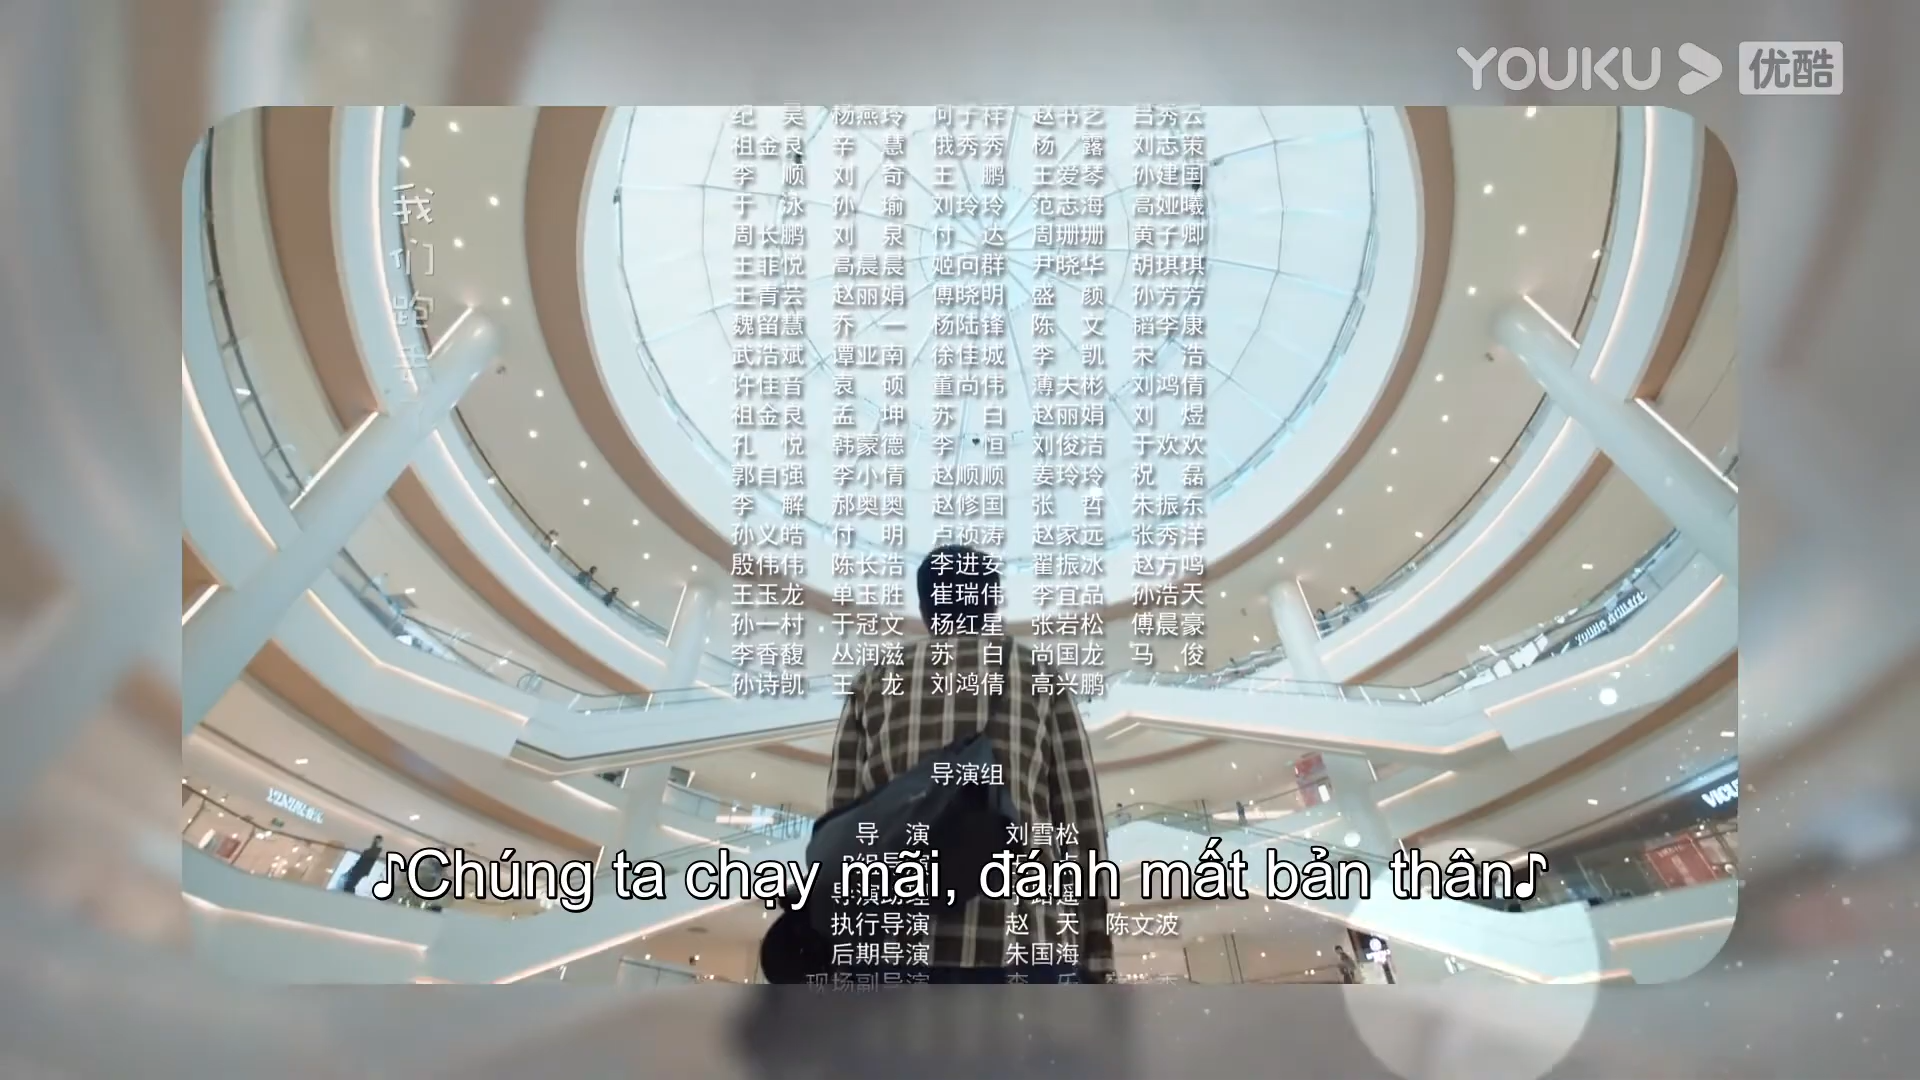 YOUKU 优酷
纪 昊 杨燕玲 何子祥 赵书艺 吕秀云
祖金良 辛 慧 俄秀秀 杨 露 刘志策
李 顺 刘 奇 王 鹏 王爱琴 孙建国
于 泳 孙 瑜 刘玲玲 范志海 高娅曦
周长鹏 刘 泉 付 达 周珊珊 黄子卿
王菲悦 高晨晨 姬向群 尹晓华 胡琪琪
王青芸 赵丽娟 傅晓明 盛 颜 孙芳芳
魏留慧 乔 一 杨陆锋 陈 文 韬李康
武浩斌 谭亚南 徐佳城 李 凯 宋 浩
许佳音 袁 硕 董尚伟 薄夫彬 刘鸿倩
祖金良 孟 坤 苏 白 赵丽娟 刘 煜
孔 悦 韩蒙德 李 恒 刘俊洁 于欢欢
郭自强 李小倩 赵顺顺 姜玲玲 祝 磊
李 解 郝奥奥 赵修国 张 哲 朱振东
孙义皓 付 明 卢祯涛 赵家远 张秀洋
殷伟伟 陈长浩 李进安 翟振冰 赵方鸣
王玉龙 单玉胜 崔瑞伟 李宜品 孙浩天
孙一村 于冠文 杨红星 张岩松 傅晨豪
李香馥 丛润滋 苏 白 尚国龙 马 俊
孙诗凯 王 龙 刘鸿倩 高兴鹏
我们跑丢
导演组
导 演 刘雪松
♪Chúng ta chạy mãi, đánh mất bản thân♪
执行导演 赵 天 陈文波
后期导演 朱国海
现场副导演